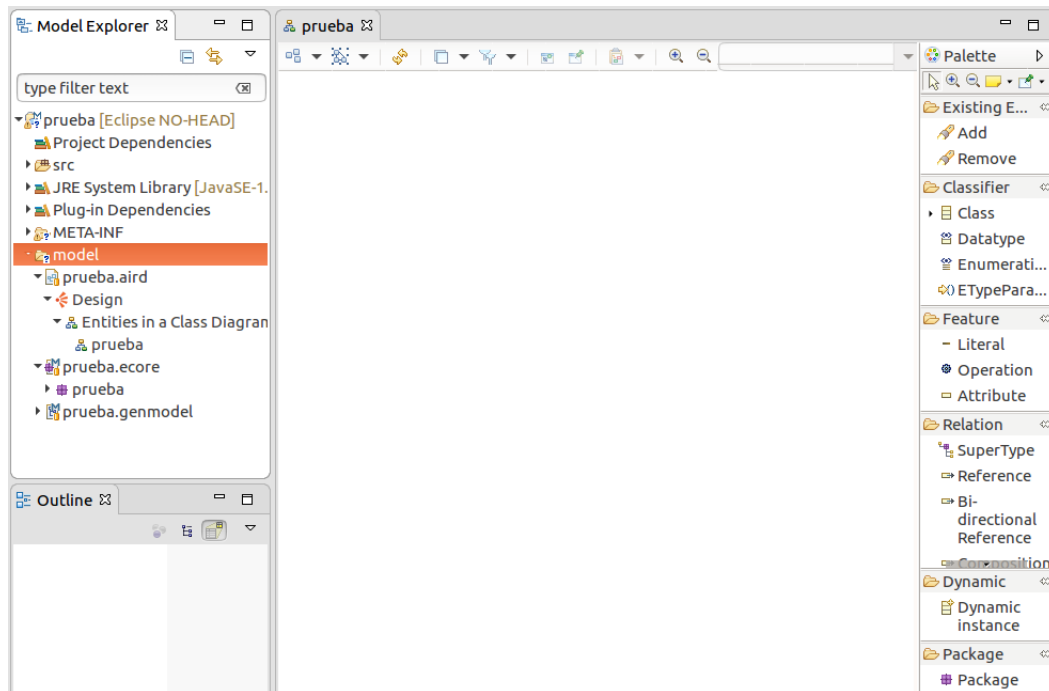 Model Explorer
type filter text
prueba [Eclipse NO-HEAD]
Project Dependencies
src
JRE System Library [JavaSE-1.
Plug-in Dependencies
META-INF
model
prueba.aird
Design
Entities in a Class Diagran
prueba
prueba.ecore
prueba
prueba.genmodel
Outline
prueba
Palette
Existing E...
Add
Remove
Classifier
Class
Datatype
Enumerati...
ETypePara...
Feature
Literal
Operation
Attribute
Relation
SuperType
Reference
Bi-
directional
Reference
Composition
Dynamic
Dynamic
instance
Package
Package